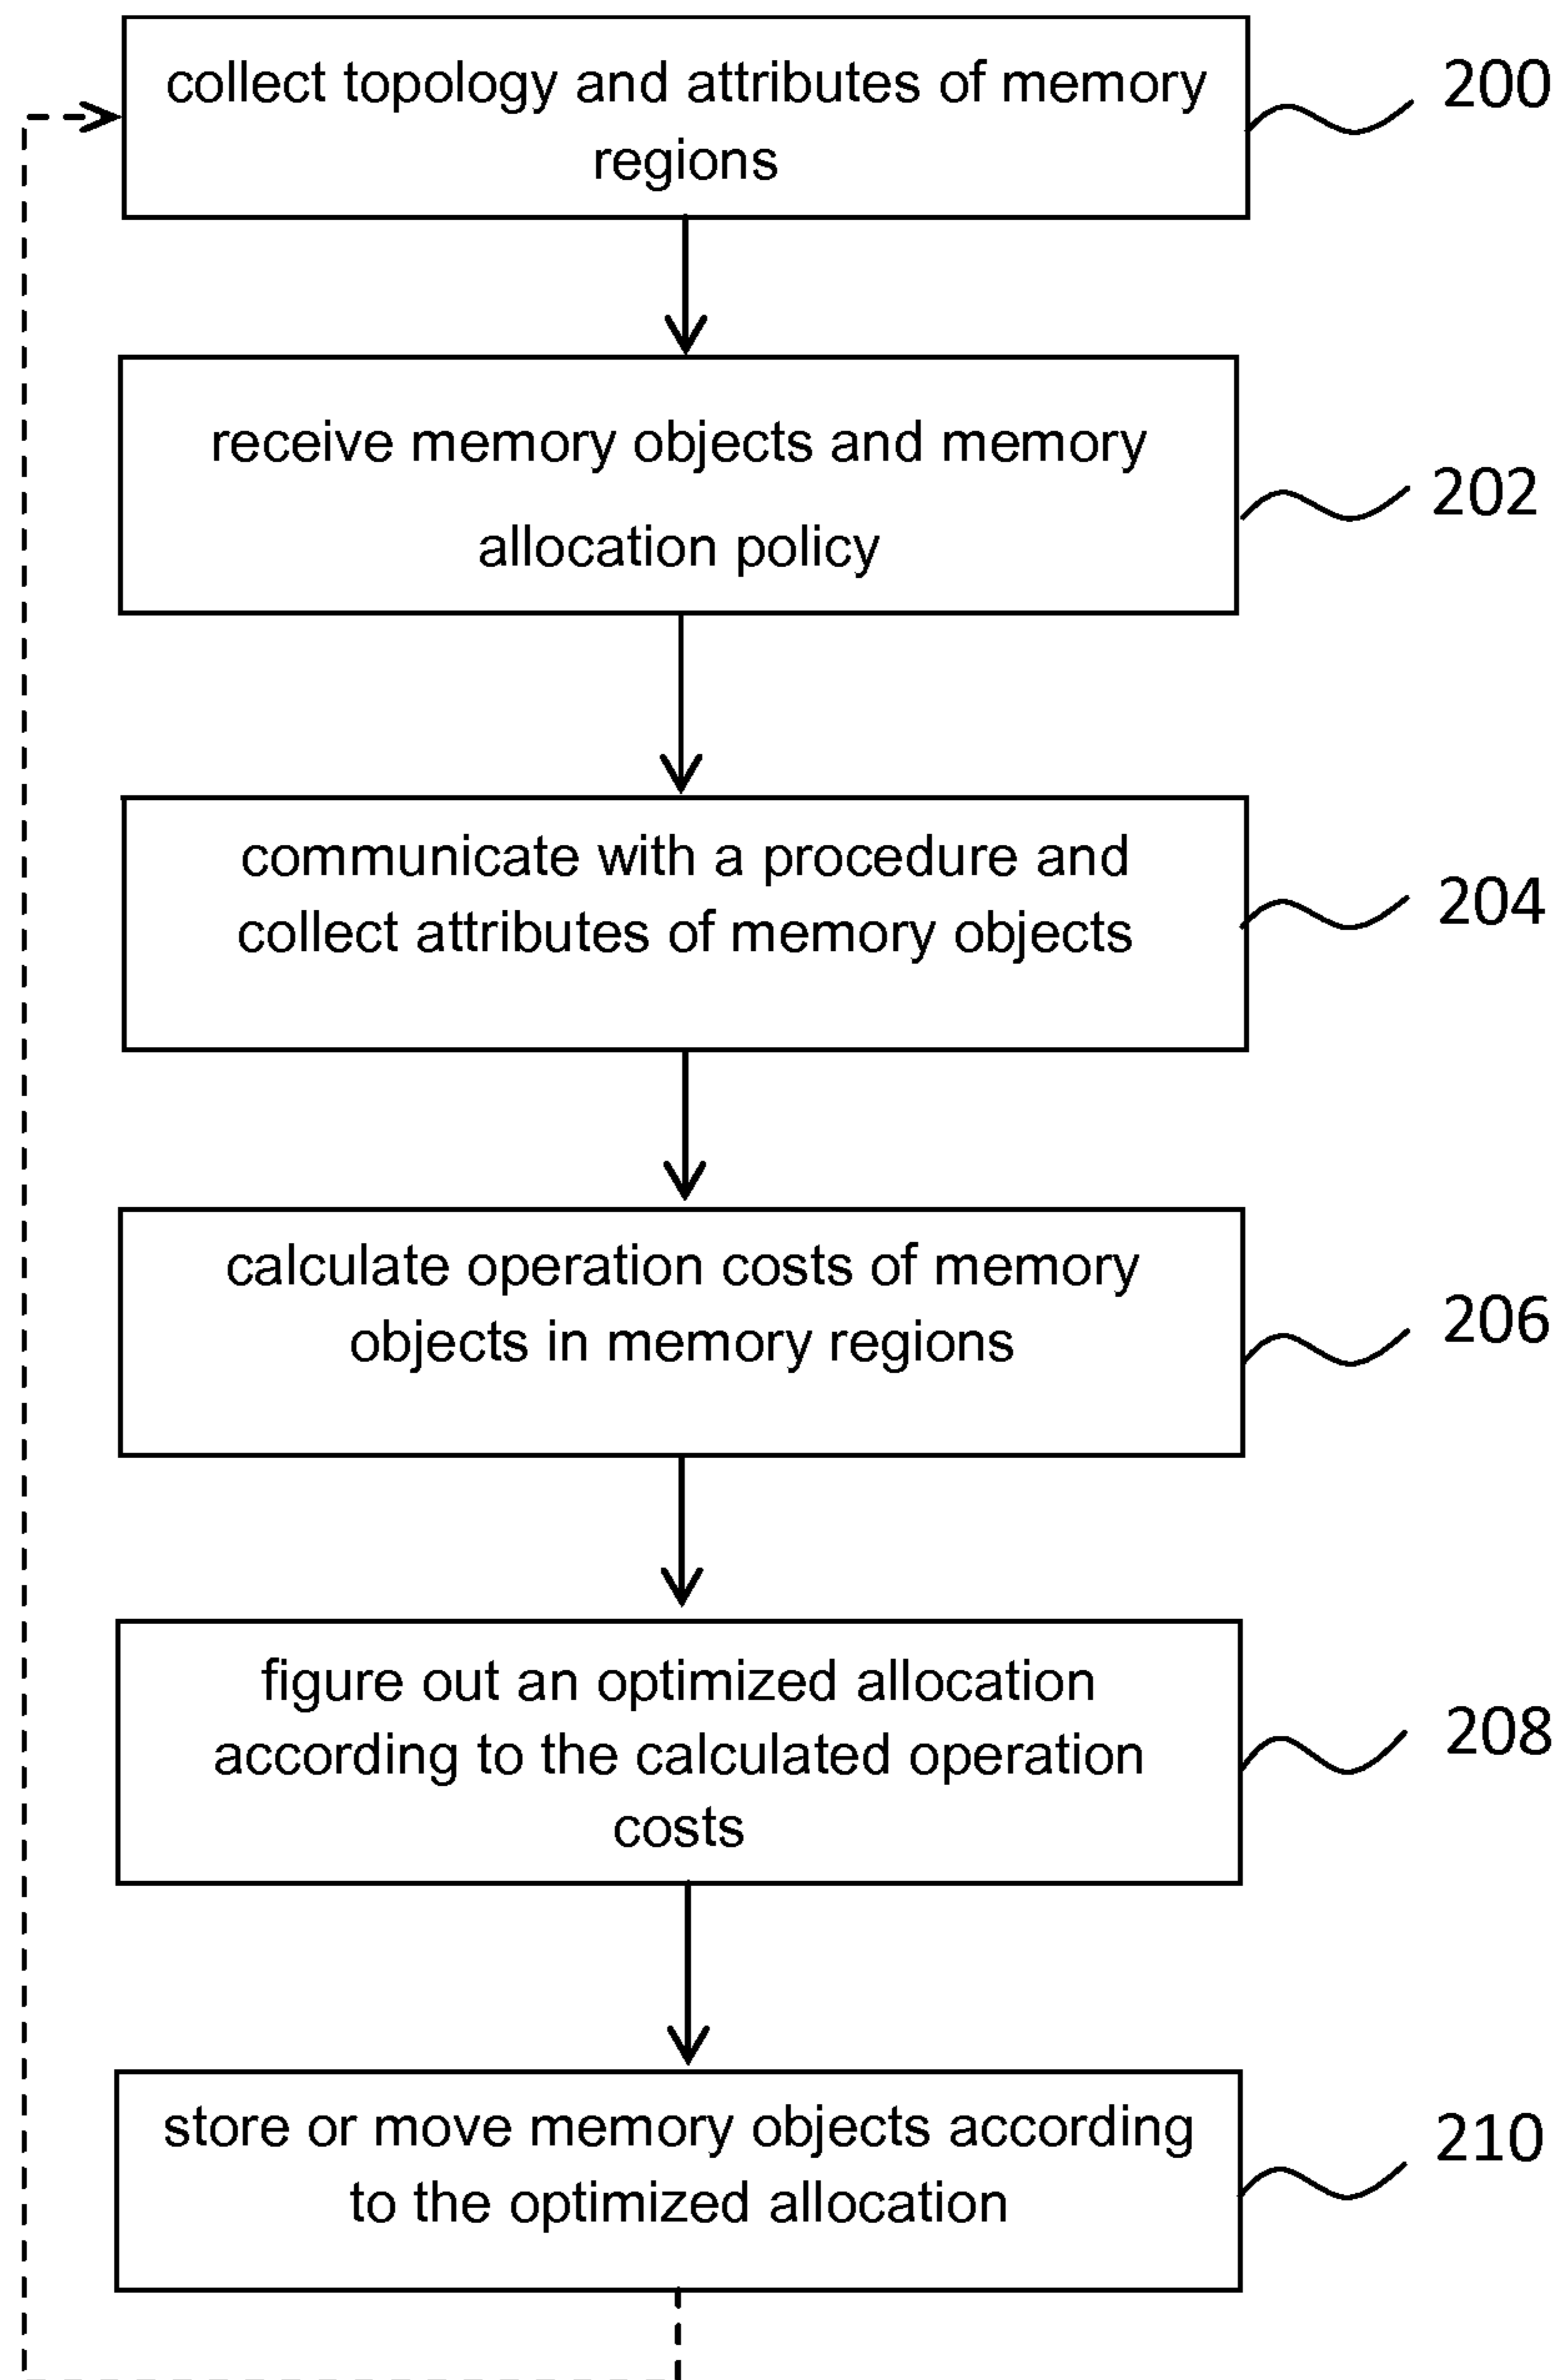 collect topology and attributes of memory
regions
200
receive memory objects and memory
allocation policy
202
communicate with a procedure and
collect attributes of memory objects
204
calculate operation costs of memory
objects in memory regions
206
figure out an optimized allocation
according to the calculated operation
costs
208
store or move memory objects according
to the optimized allocation
210